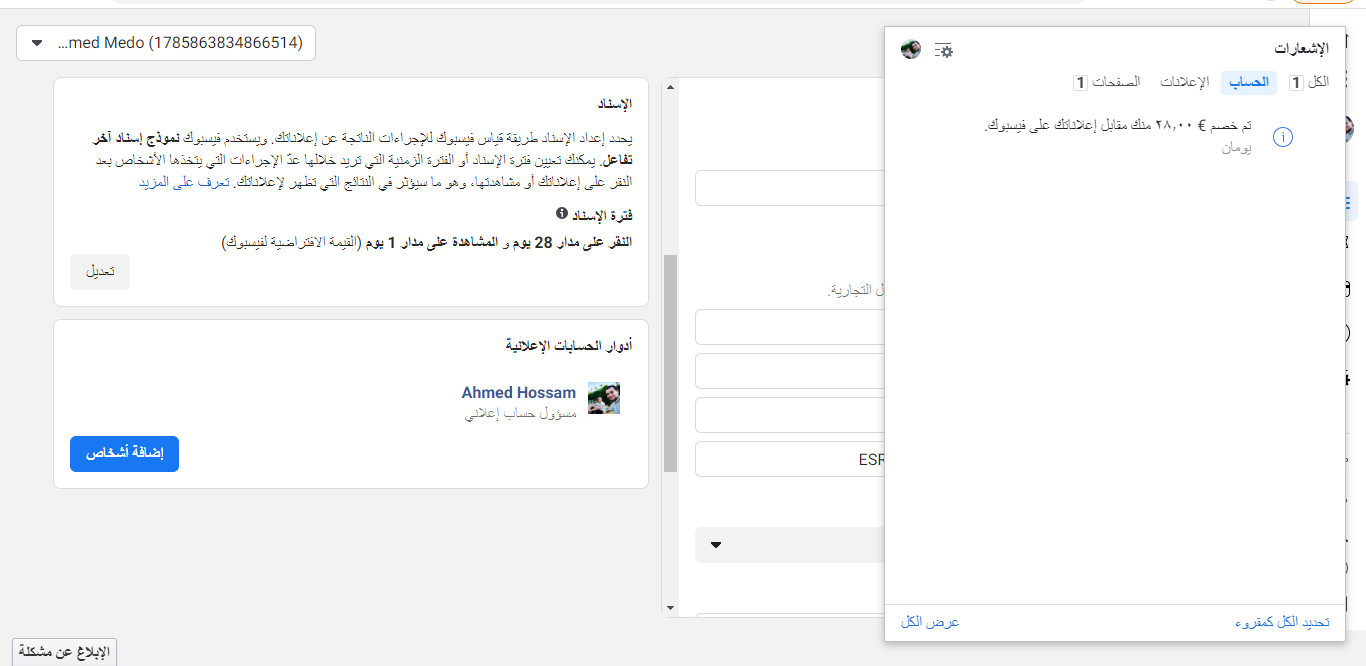 ...med Medo (1785863834866514)
الإشعارات
الكل 1
الحساب
الإعلانات
الصفحات 1
تم خصم € ٢٨,٠٠ منك مقابل إعلاناتك على فيسبوك.
يومان
تحديد الكل كمقروء
عرض الكل
ل التجارية.
ESR
الإسناد
يحدد إعداد الإسناد طريقة قياس فيسبوك للإجراءات الناتجة عن إعلاناتك. ويستخدم فيسبوك نموذج إسناد آخر
تفاعل. يمكنك تعيين فترة الإسناد أو الفترة الزمنية التي تريد خلالها عدّ الإجراءات التي يتخذها الأشخاص بعد
النقر على إعلاناتك أو مشاهدتها، وهو ما سيؤثر في النتائج التي تظهر لإعلاناتك. تعرف على المزيد
فترة الإسناد
النقر على مدار 28 يوم و المشاهدة على مدار 1 يوم (القيمة الافتراضية لفيسبوك)
تعديل
أدوار الحسابات الإعلانية
Ahmed Hossam
مسؤول حساب إعلاني
إضافة أشخاص
الإبلاغ عن مشكلة